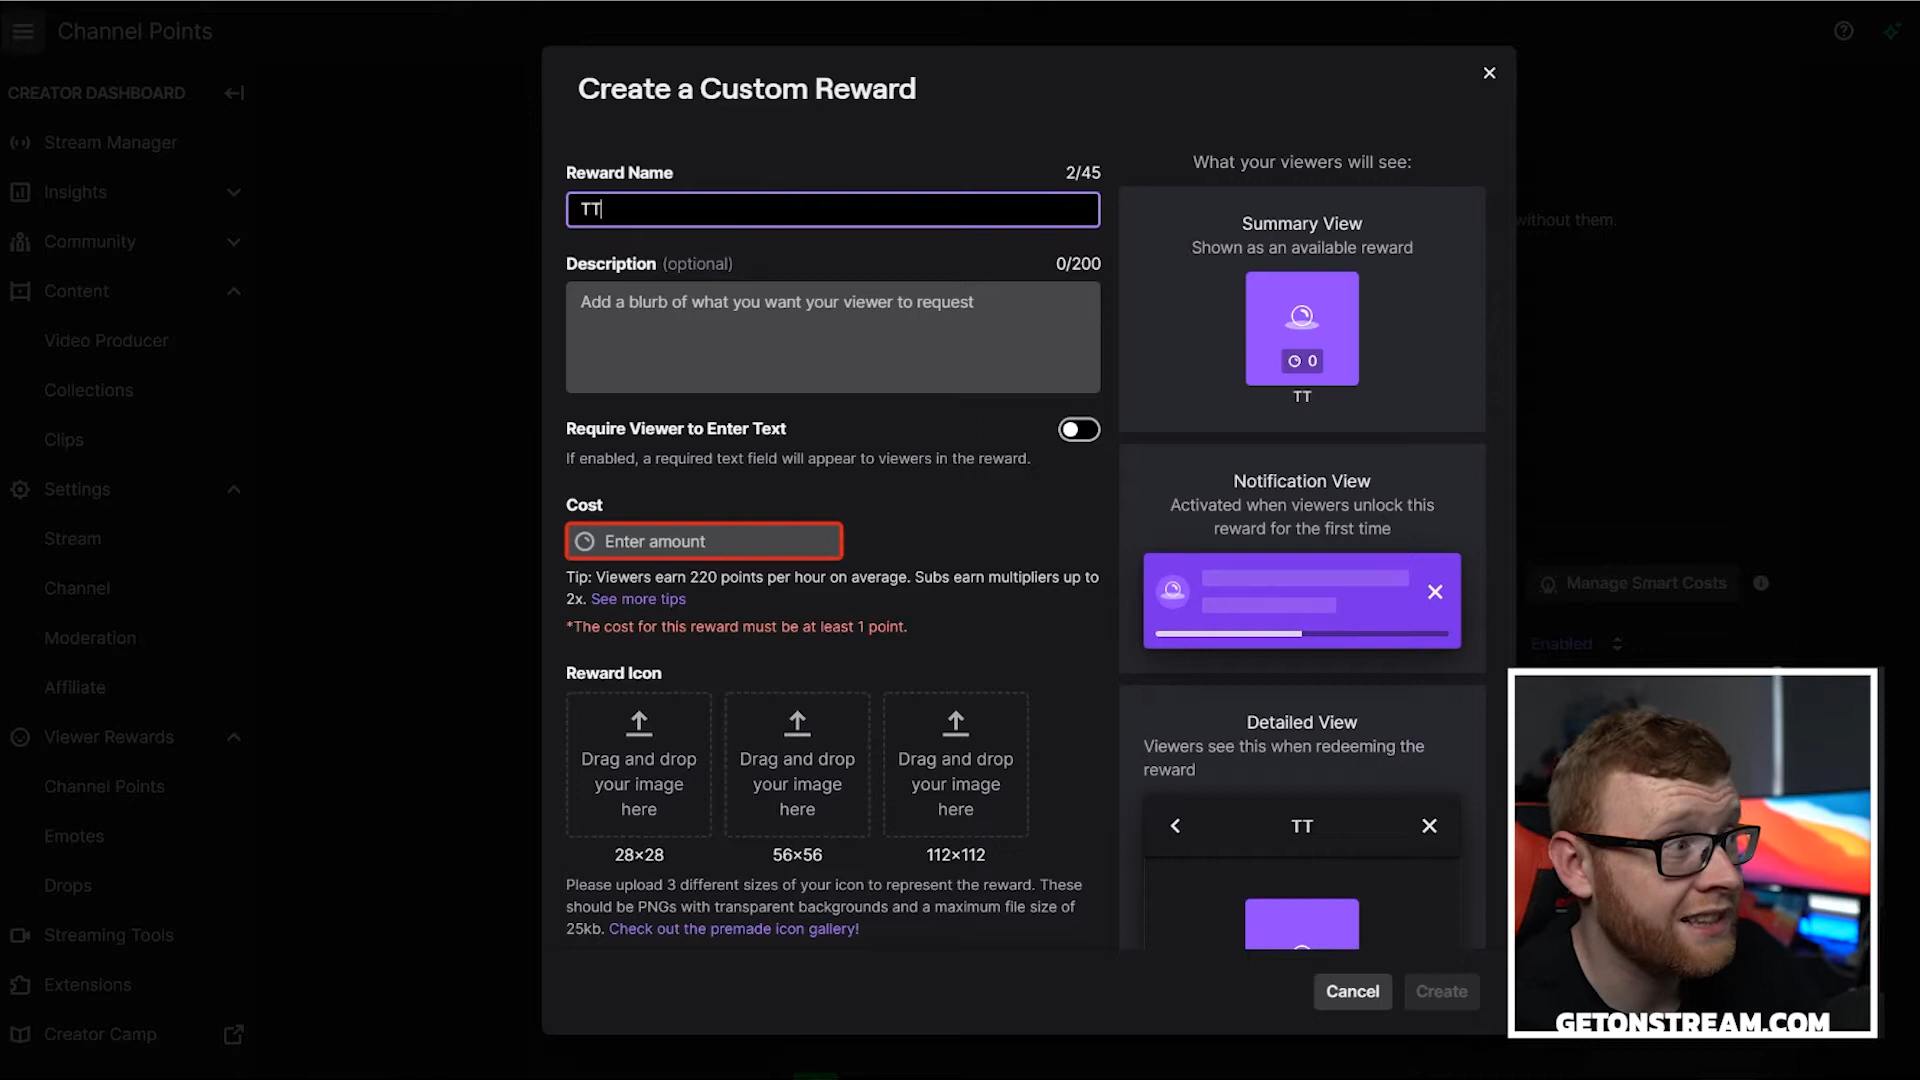 Channel Points
CREATOR DASHBOARD
Stream Manager
Insights
Community
Content
Video Producer
Collections
Clips
Settings
Stream
Channel
Moderation
Affiliate
Viewer Rewards
Channel Points
Emotes
Drops
Streaming Tools
Extensions
Creator Camp
Create a Custom Reward
Reward Name
2/45
TT
Description (optional)
0/200
Add a blurb of what you want your viewer to request
Require Viewer to Enter Text
If enabled, a required text field will appear to viewers in the reward.
Cost
Enter amount
Tip: Viewers earn 220 points per hour on average. Subs earn multipliers up to
2x. See more tips
*The cost for this reward must be at least 1 point.
Reward Icon
Drag and drop
your image
here
28×28
Drag and drop
your image
here
56×56
Drag and drop
your image
here
112×112
Please upload 3 different sizes of your icon to represent the reward. These
should be PNGs with transparent backgrounds and a maximum file size of
25kb. Check out the premade icon gallery!
What your viewers will see:
Summary View
Shown as an available reward
0
TT
Notification View
Activated when viewers unlock this
reward for the first time
Detailed View
Viewers see this when redeeming the
reward
TT
Cancel
Create
without them.
Manage Smart Costs
Enabled
GETONSTREAM.COM